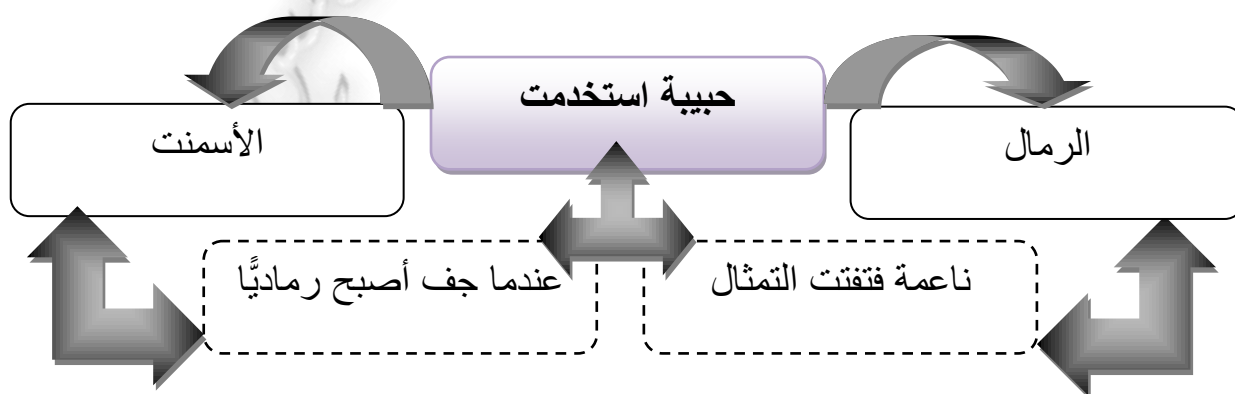 حبيبة استخدمت
الرمال
الأسمنت
ناعمة فتفتت التمثال
عندما جف أصبح رماديًّا